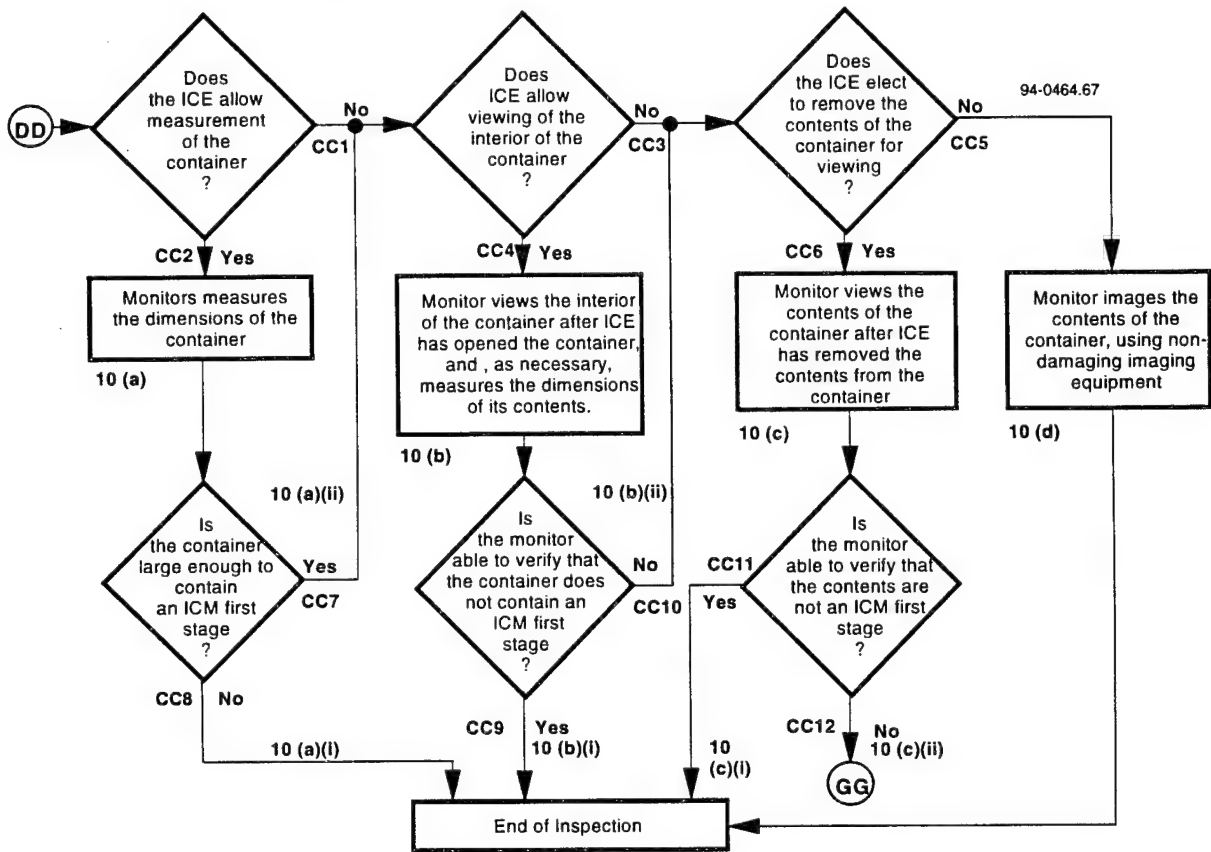 DD
Does
the ICE allow
measurement
of the
container
?
No
CC1
Does
ICE allow
viewing of the
interior of the
container
?
No
CC3
Does
the ICE elect
to remove the
contents of the
container for
viewing
?
No
CC5
94-0464.67
CC2 Yes
CC4 Yes
CC6 Yes
Monitors measures
the dimensions of the
container
10 (a)
Monitor views the interior
of the container after ICE
has opened the container,
and , as necessary,
measures the dimensions
of its contents.
10 (b)
Monitor views the
contents of the
container after ICE
has removed the
contents from the
container
10 (c)
Monitor images the
contents of the
container, using non-
damaging imaging
equipment
10 (d)
10 (a)(ii)
Is
the container
large enough to
contain
an ICM first
stage
?
Yes
CC7
10 (b)(ii)
Is
the monitor
able to verify that
the container does
not contain an
ICM first
stage
?
No
CC10
CC11
Yes
Is
the monitor
able to verify that
the contents are
not an ICM first
stage
?
CC8 No
10 (a)(i)
CC9 Yes
10 (b)(i)
10
(c)(i)
CC12 No
10 (c)(ii)
GG
End of Inspection